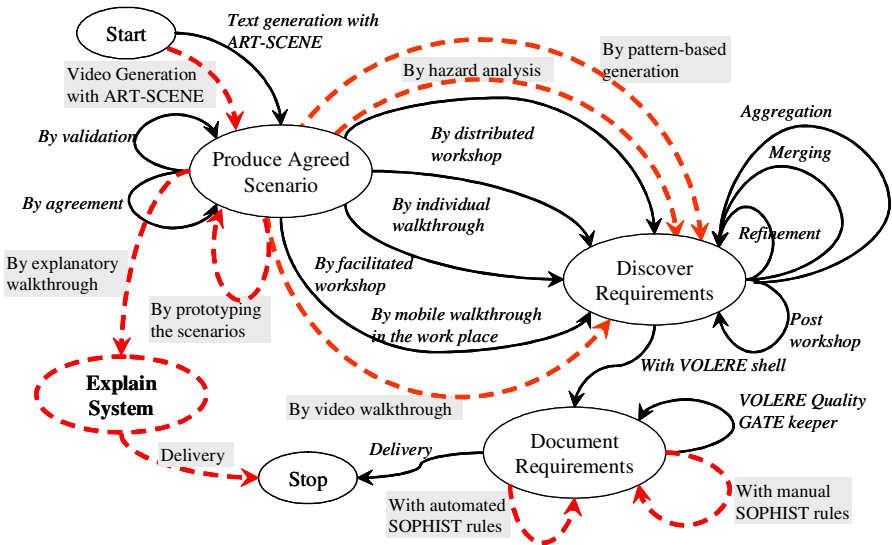 Text generation with
ART-SCENE
Start
Video Generation
with ART-SCENE
By hazard analysis
By pattern-based
generation
By validation
Produce Agreed
Scenario
By agreement
By distributed
workshop
By individual
walkthrough
By facilitated
workshop
By mobile walkthrough
in the work place
Aggregation
Merging
Refinement
Discover
Requirements
Post
workshop
By explanatory
walkthrough
By prototyping
the scenarios
With VOLERE shell
Explain
System
By video walkthrough
VOLERE Quality
GATE keeper
Delivery
Stop
Delivery
Document
Requirements
With automated
SOPHIST rules
With manual
SOPHIST rules